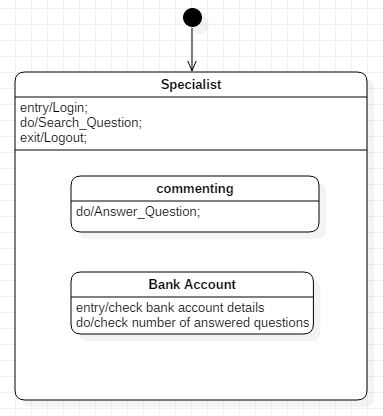 Specialist
entry/Login;
do/Search_Question;
exit/Logout;
commenting
do/Answer_Question;
Bank Account
entry/check bank account details
do/check number of answered questions